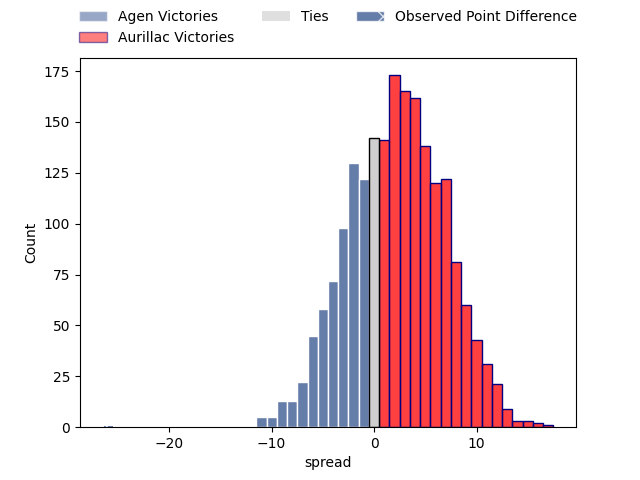 Agen Victories
Aurillac Victories
Ties
Observed Point Difference
175
150
125
100
75
50
25
0
Count
−20
−10
0
10
spread